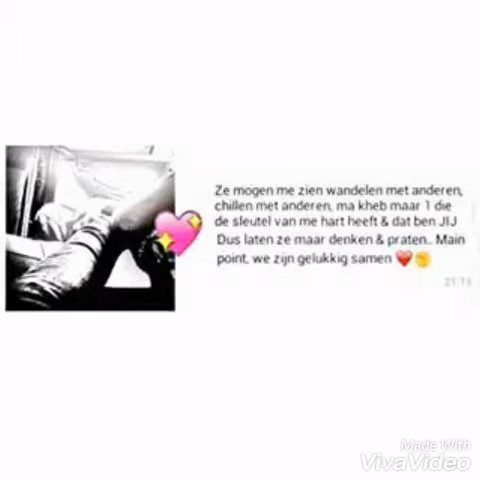 Ze mogen me zien wandelen met anderen,
chillen met anderen, ma kheb maar 1 die
de sleutel van me hart heeft & dat ben JIJ
Dus laten ze maar denken & praten.. Main
point, we zijn gelukkig samen ❤️✊
21:15
Made With
VivaVideo